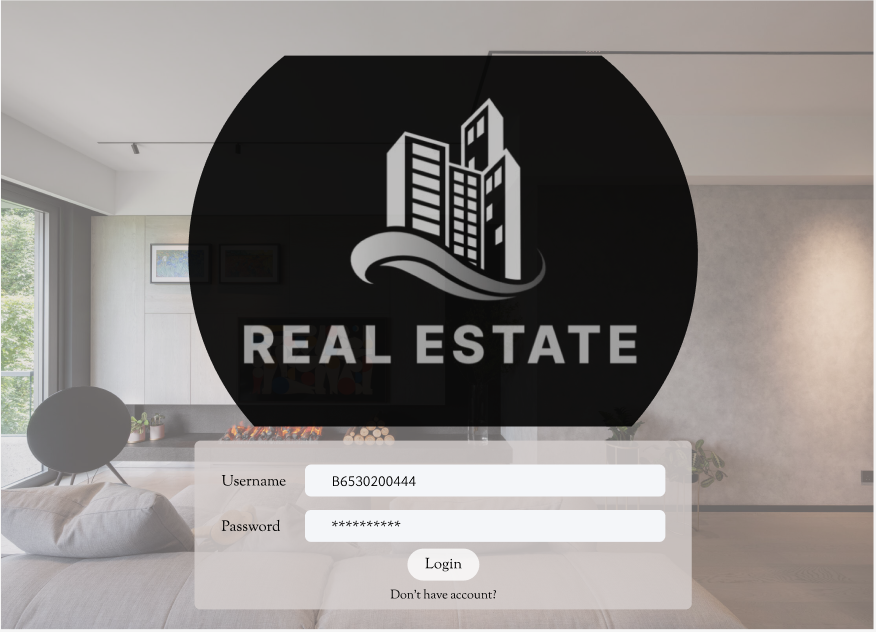 REAL ESTATE
Username B6530200444
Password **********
Login
Don't have account?